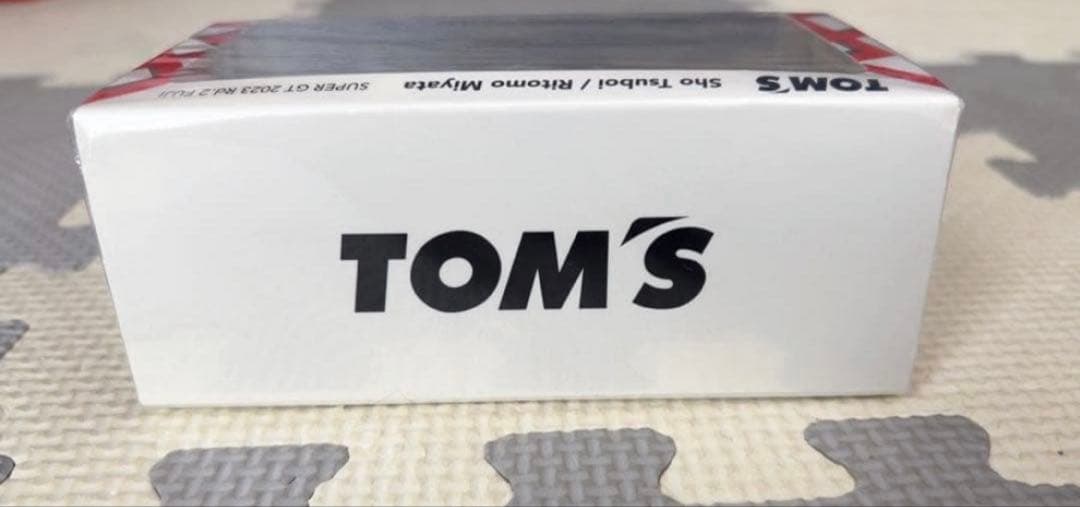 TOM'S Sho Tsuboi / Ritomo Miyata SUPER GT 2023 Rd.2 FUJI
TOM'S